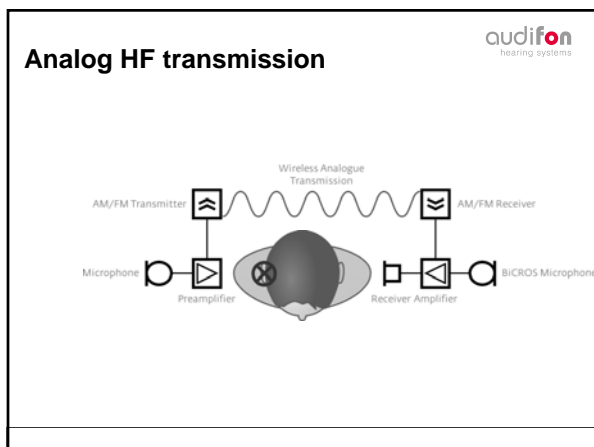 audifon
hearing systems
Analog HF transmission
Wireless Analogue
Transmission
AM/FM Transmitter
AM/FM Receiver
Microphone
Preamplifier
Receiver Amplifier
BiCROS Microphone